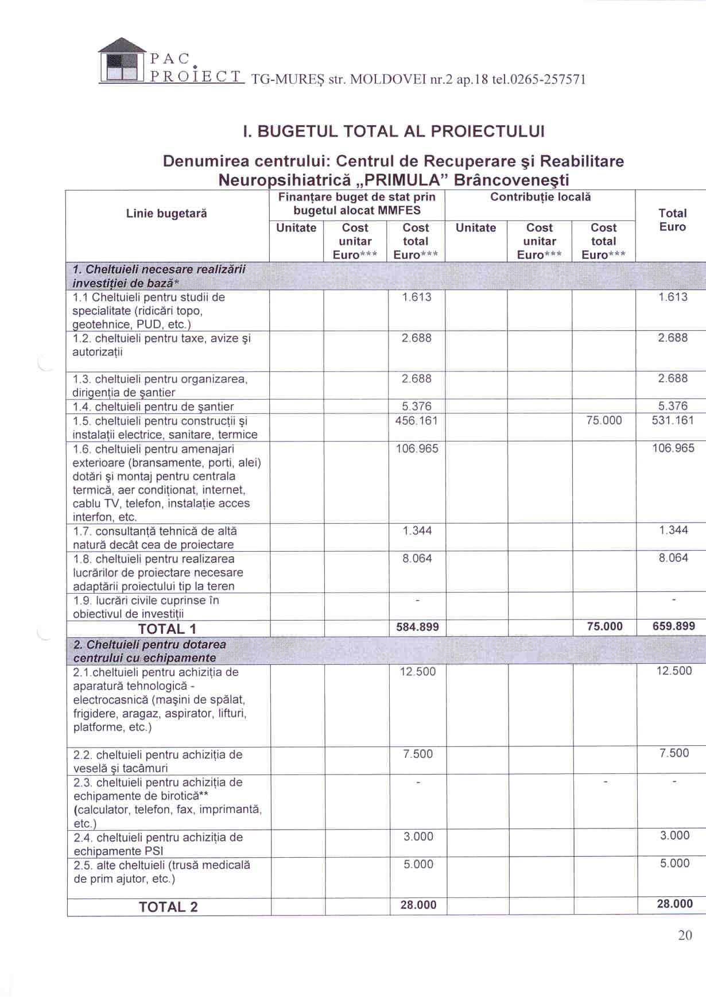 PAC.
PROIECT TG-MUREŞ str. MOLDOVEI nr.2 ap.18 tel.0265-257571
I. BUGETUL TOTAL AL PROIECTULUI
Denumirea centrului: Centrul de Recuperare şi Reabilitare
Neuropsihiatrică „PRIMULA” Brâncoveneşti
Linie bugetară
Finanţare buget de stat prin
bugetul alocat MMFES
Contribuţie locală
Total
Euro
Unitate
Cost
unitar
Euro***
Cost
total
Euro***
Unitate
Cost
unitar
Euro***
Cost
total
Euro***
1. Cheltuieli necesare realizării
investiţiei de bază*
1.1 Cheltuieli pentru studii de 1.613 1.613
specialitate (ridicări topo,
geotehnice, PUD, etc.)
1.2. cheltuieli pentru taxe, avize şi 2.688 2.688
autorizaţii
1.3. cheltuieli pentru organizarea, 2.688 2.688
dirigenţia de şantier
1.4. cheltuieli pentru de şantier 5.376 5.376
1.5. cheltuieli pentru construcţii şi 456.161 75.000 531.161
instalaţii electrice, sanitare, termice
1.6. cheltuieli pentru amenajari 106.965 106.965
exterioare (bransamente, porti, alei)
dotări şi montaj pentru centrala
termică, aer condiţionat, internet,
cablu TV, telefon, instalaţie acces
interfon, etc.
1.7. consultanţă tehnică de altă 1.344 1.344
natură decât cea de proiectare
1.8. cheltuieli pentru realizarea 8.064 8.064
lucrărilor de proiectare necesare
adaptării proiectului tip la teren
1.9. lucrări civile cuprinse în - -
obiectivul de investiţii
TOTAL 1 584.899 75.000 659.899
2. Cheltuieli pentru dotarea
centrului cu echipamente
2.1.cheltuieli pentru achiziţia de 12.500 12.500
aparatură tehnologică -
electrocasnică (maşini de spălat,
frigidere, aragaz, aspirator, lifturi,
platforme, etc.)
2.2. cheltuieli pentru achiziţia de 7.500 7.500
veselă şi tacâmuri
2.3. cheltuieli pentru achiziţia de - - -
echipamente de birotică**
(calculator, telefon, fax, imprimantă,
etc.)
2.4. cheltuieli pentru achiziţia de 3.000 3.000
echipamente PSI
2.5. alte cheltuieli (trusă medicală 5.000 5.000
de prim ajutor, etc.)
TOTAL 2 28.000 28.000
20